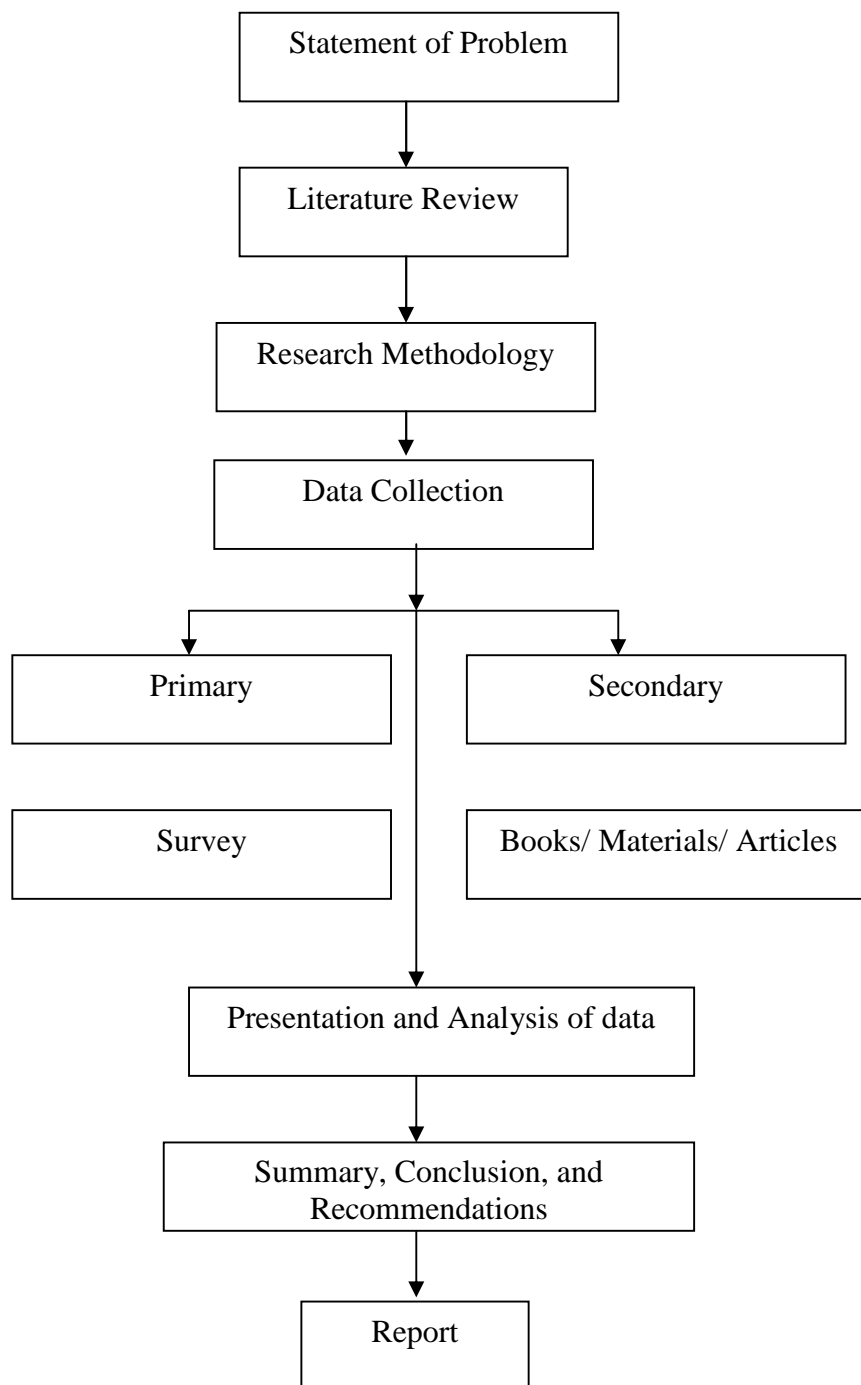 Statement of Problem
Literature Review
Research Methodology
Data Collection
Primary
Secondary
Survey
Books/ Materials/ Articles
Presentation and Analysis of data
Summary, Conclusion, and
Recommendations
Report